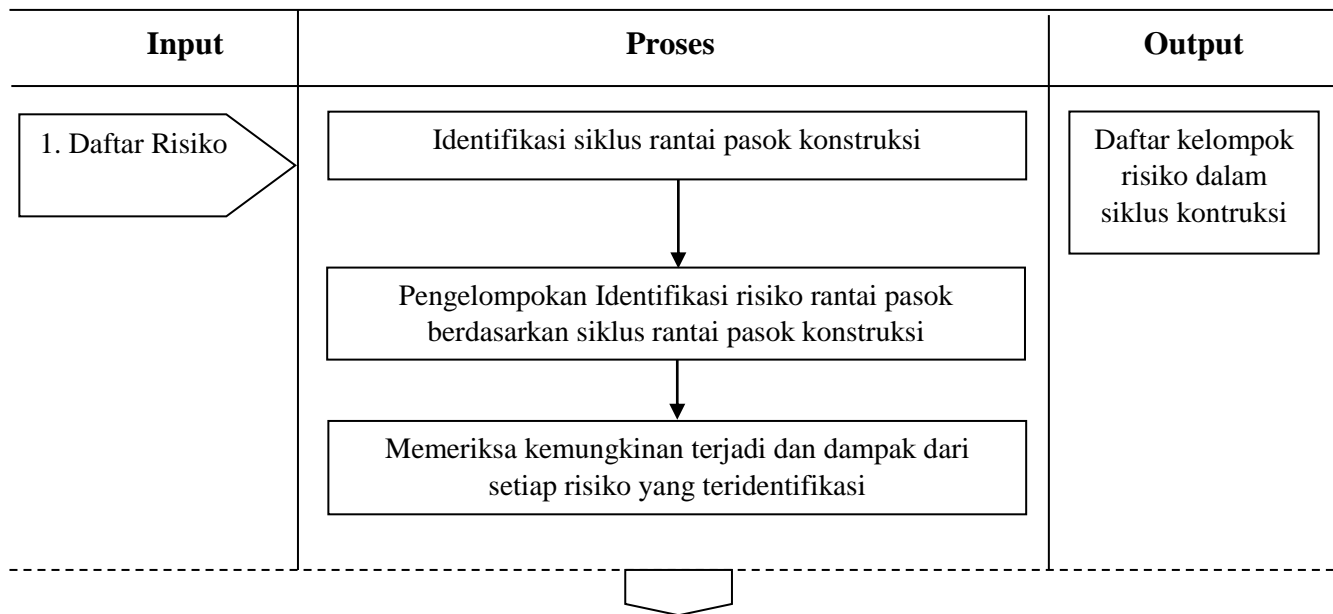 Input
Proses
Output
1. Daftar Risiko
Identifikasi siklus rantai pasok konstruksi
Daftar kelompok
risiko dalam
siklus kontruksi
Pengelompokan Identifikasi risiko rantai pasok
berdasarkan siklus rantai pasok konstruksi
Memeriksa kemungkinan terjadi dan dampak dari
setiap risiko yang teridentifikasi